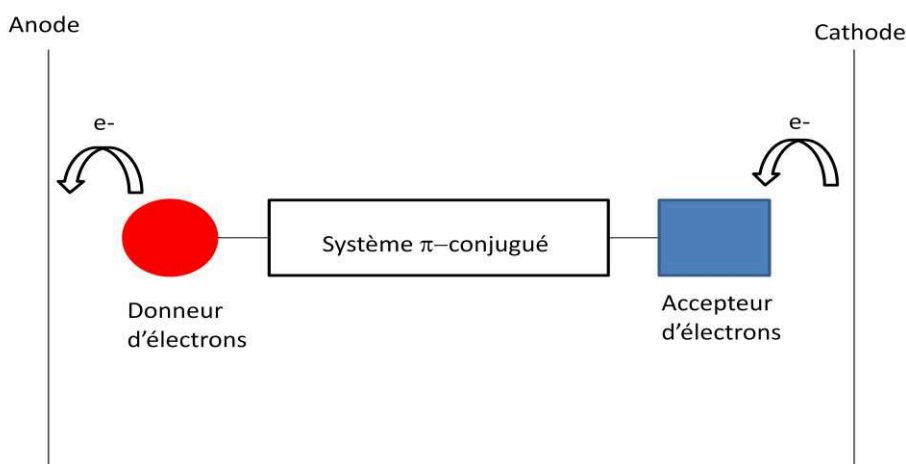 Anode
Cathode
e-
e-
Système π–conjugué
Donneur
d'électrons
Accepteur
d'électrons